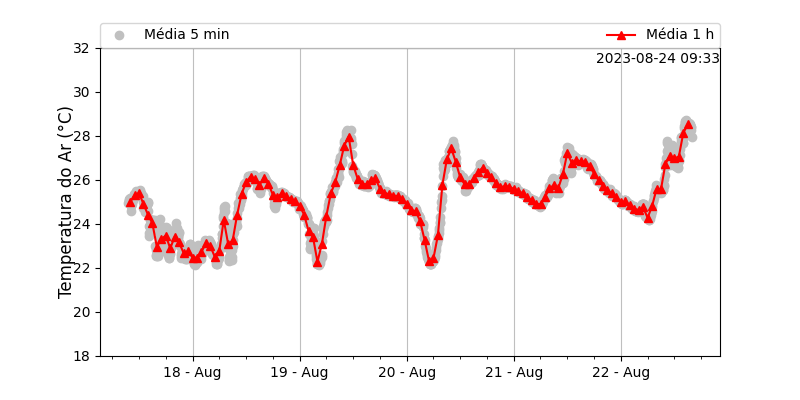 Média 5 min
Média 1 h
2023-08-24 09:33
Temperatura do Ar (°C)
32
30
28
26
24
22
20
18
18 - Aug
19 - Aug
20 - Aug
21 - Aug
22 - Aug